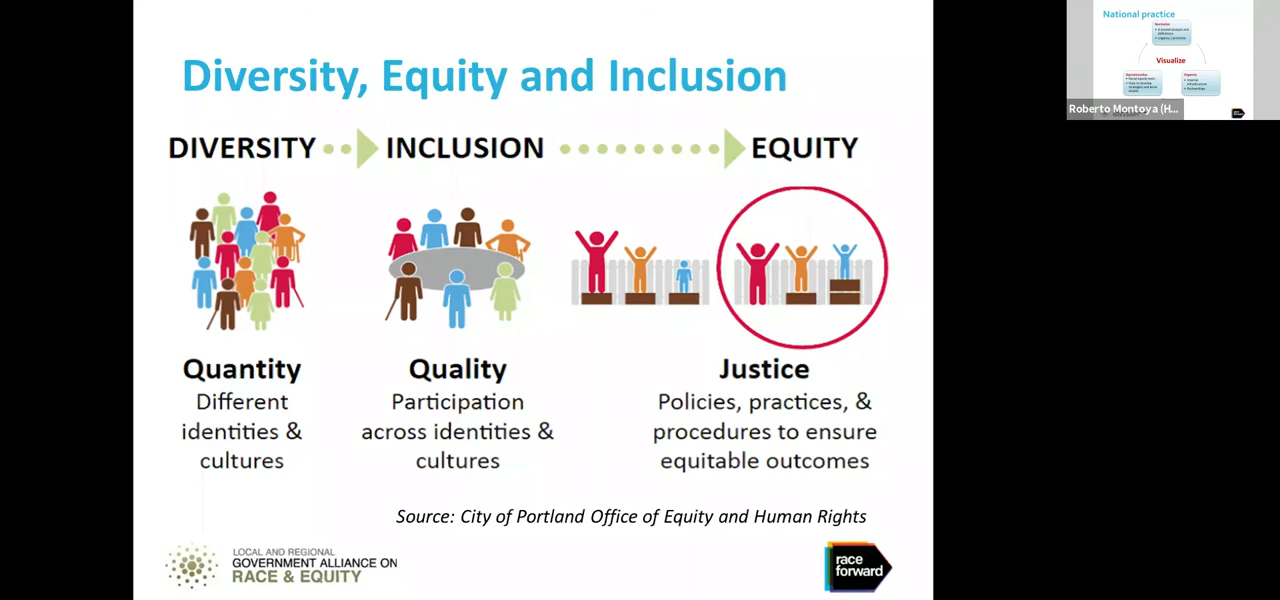 Diversity, Equity and Inclusion
DIVERSITY
INCLUSION
EQUITY
Quantity
Different
identities &
cultures
Quality
Participation
across identities &
cultures
Justice
Policies, practices, &
procedures to ensure
equitable outcomes
Source: City of Portland Office of Equity and Human Rights
LOCAL AND REGIONAL
GOVERNMENT ALLIANCE ON
RACE & EQUITY
race
forward
National practice
Visualize
Roberto Montoya (H...